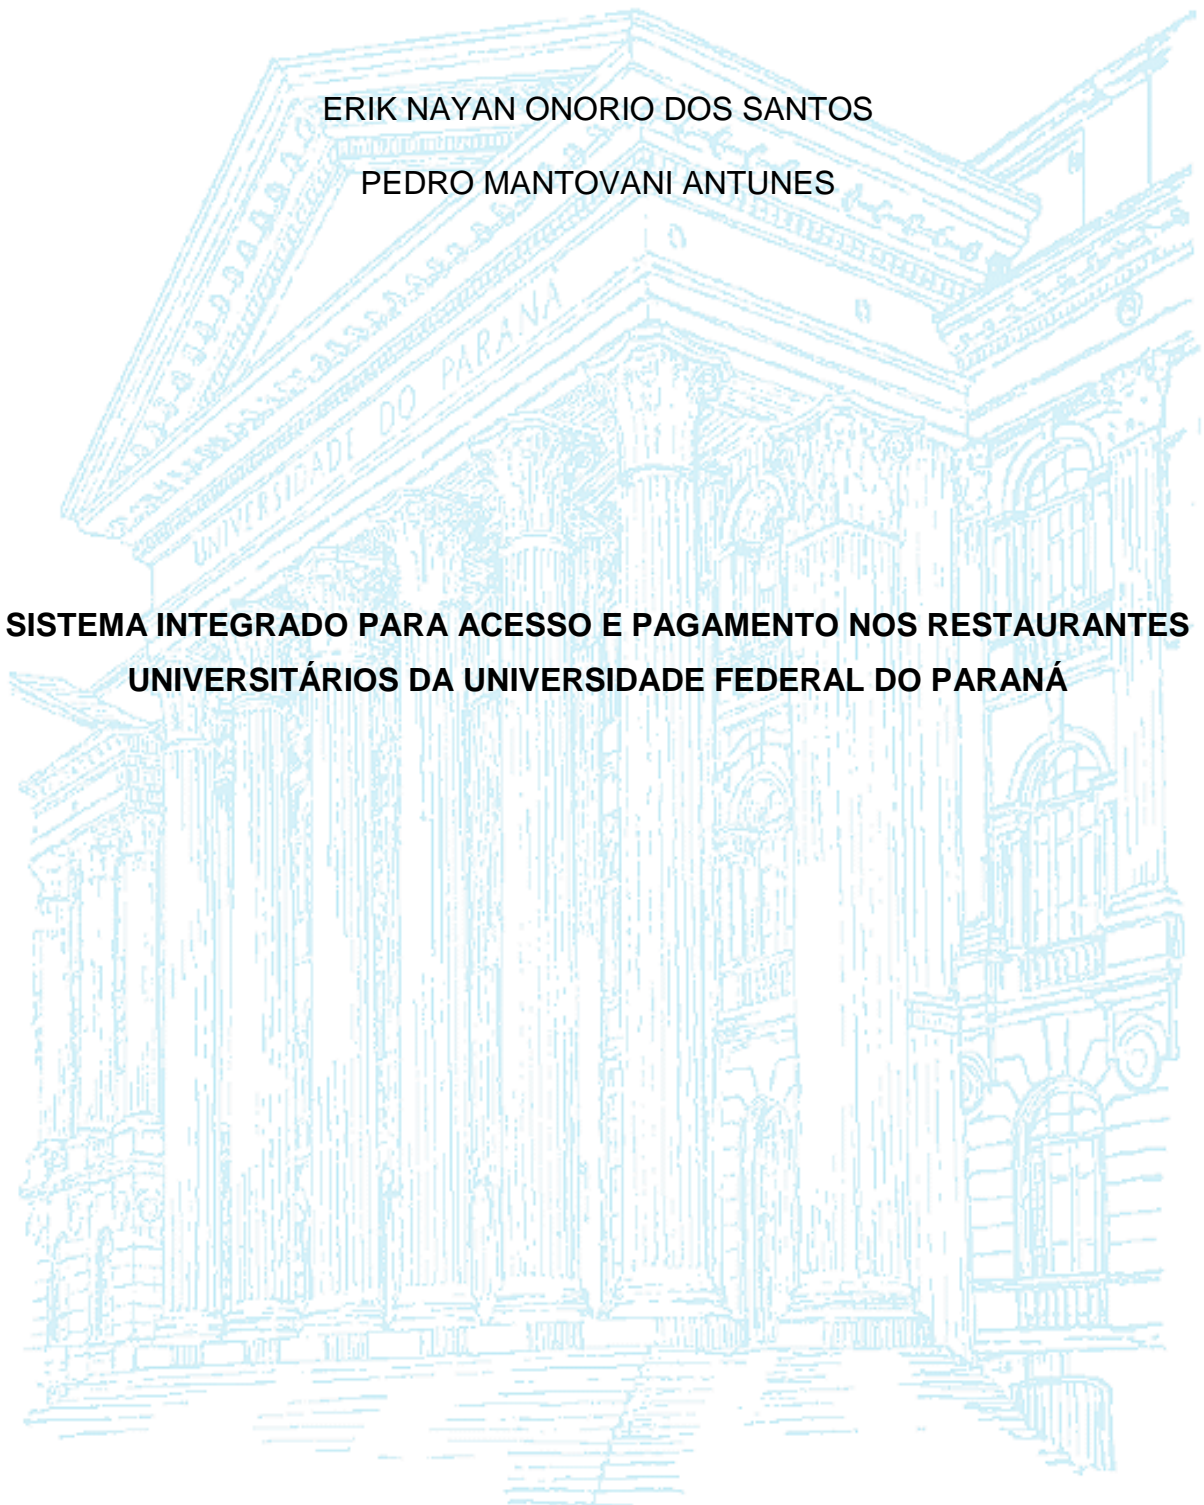 ERIK NAYAN ONORIO DOS SANTOS
PEDRO MANTOVANI ANTUNES
UNIVERSIDADE DO PARANÁ
SISTEMA INTEGRADO PARA ACESSO E PAGAMENTO NOS RESTAURANTES
UNIVERSITÁRIOS DA UNIVERSIDADE FEDERAL DO PARANÁ